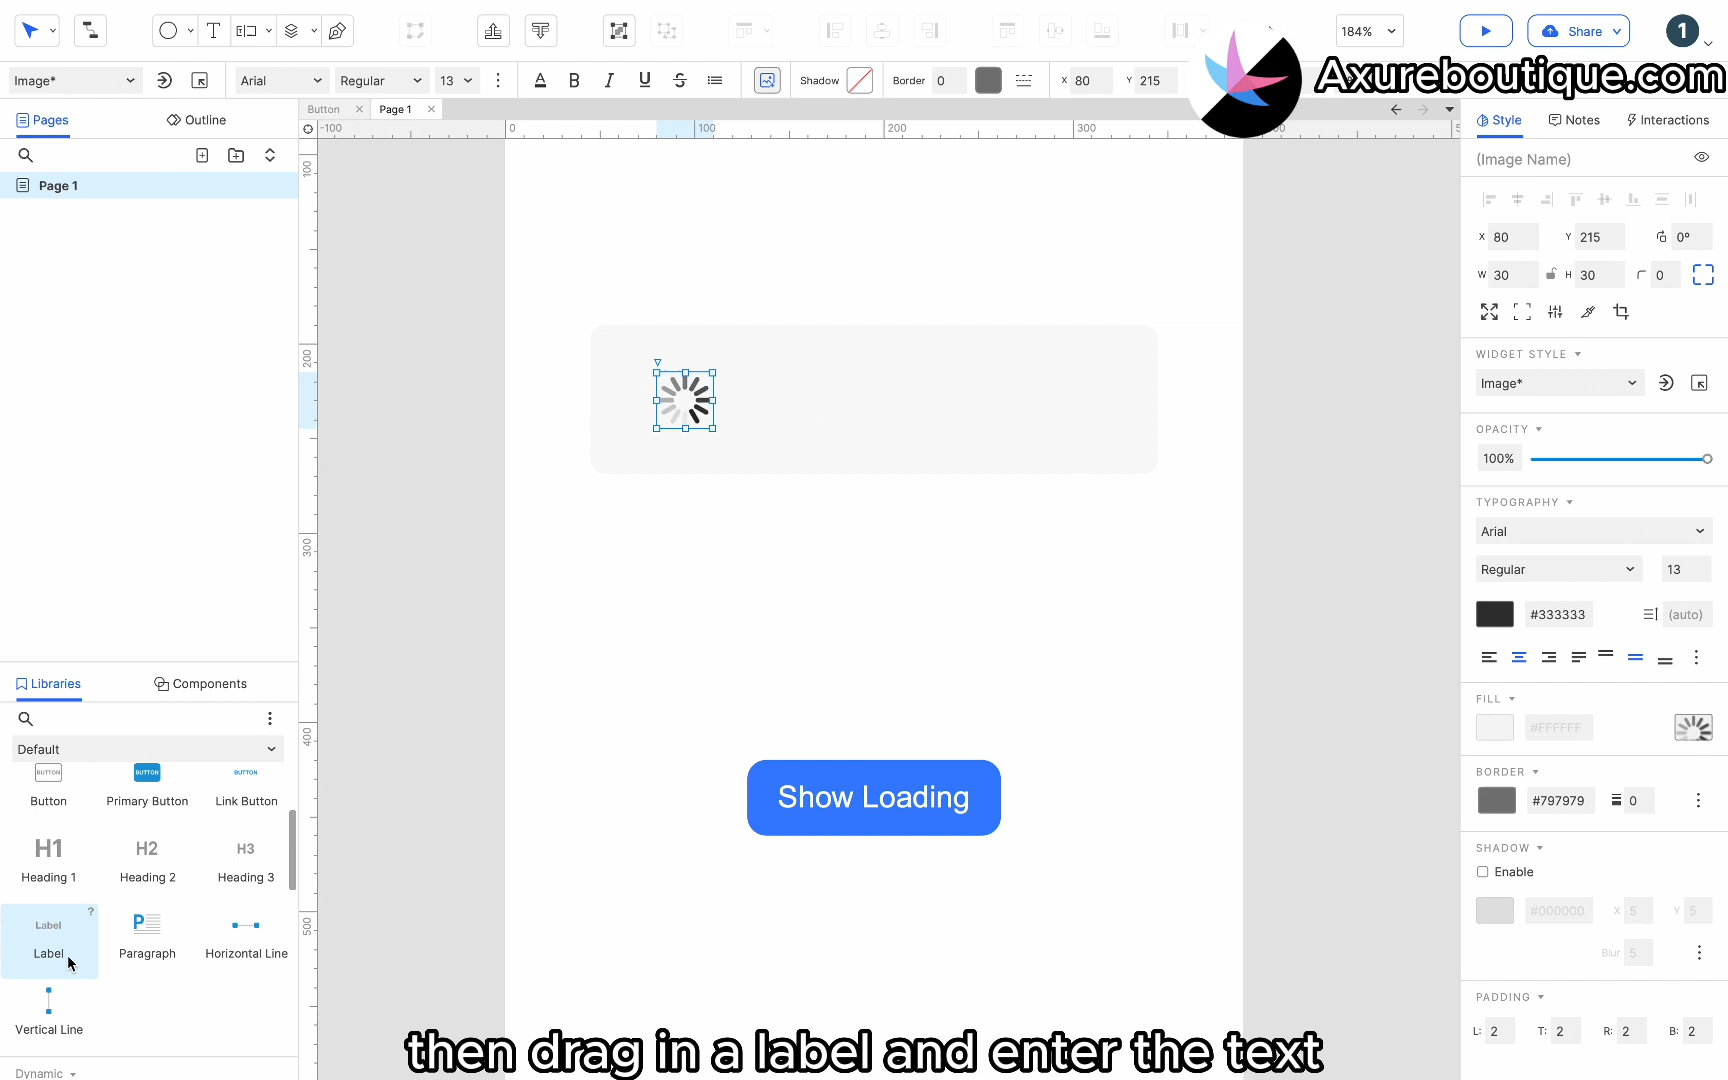 184%
Share
1
Axureboutique.com
Image*
Arial
Regular
13
Shadow
Border 0
X 80
Y 215
Button
Page 1
Pages
Outline
Page 1
-100
0
100
200
300
100
200
300
400
500
Show Loading
Libraries
Components
Default
BUTTON
BUTTON
BUTTON
Button
Primary Button
Link Button
H1
H2
H3
Heading 1
Heading 2
Heading 3
Label
?
P
Label
Paragraph
Horizontal Line
Vertical Line
Dynamic
then drag in a label and enter the text
Style
Notes
Interactions
(Image Name)
X 80
Y 215
0°
W 30
H 30
0
WIDGET STYLE
Image*
OPACITY
100%
TYPOGRAPHY
Arial
Regular
13
#333333
(auto)
FILL
#FFFFFF
BORDER
#797979
0
SHADOW
Enable
#000000
X 5
Y 5
Blur 5
PADDING
L: 2
T: 2
R: 2
B: 2